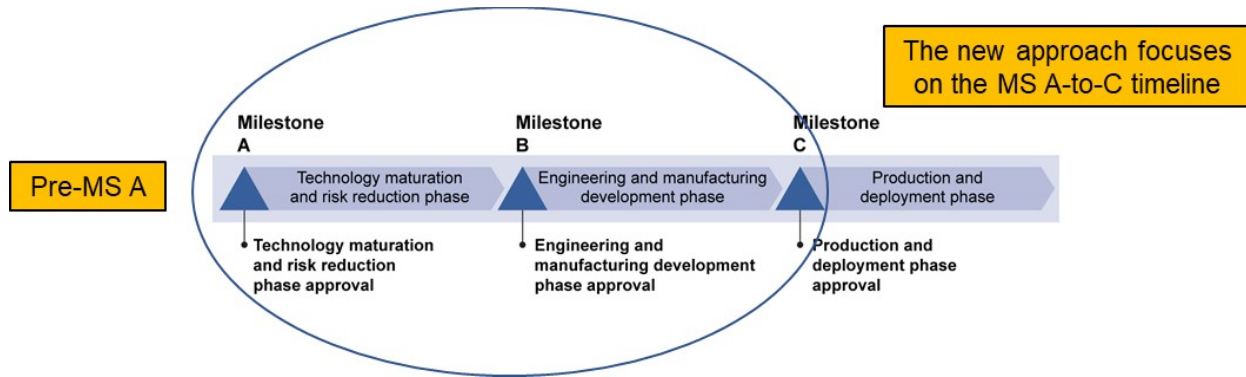 The new approach focuses
on the MS A-to-C timeline
Milestone
A
Milestone
B
Milestone
C
Pre-MS A
Technology maturation
and risk reduction phase
Engineering and manufacturing
development phase
Production and
deployment phase
Technology maturation
and risk reduction
phase approval
Engineering and
manufacturing development
phase approval
Production and
deployment phase
approval